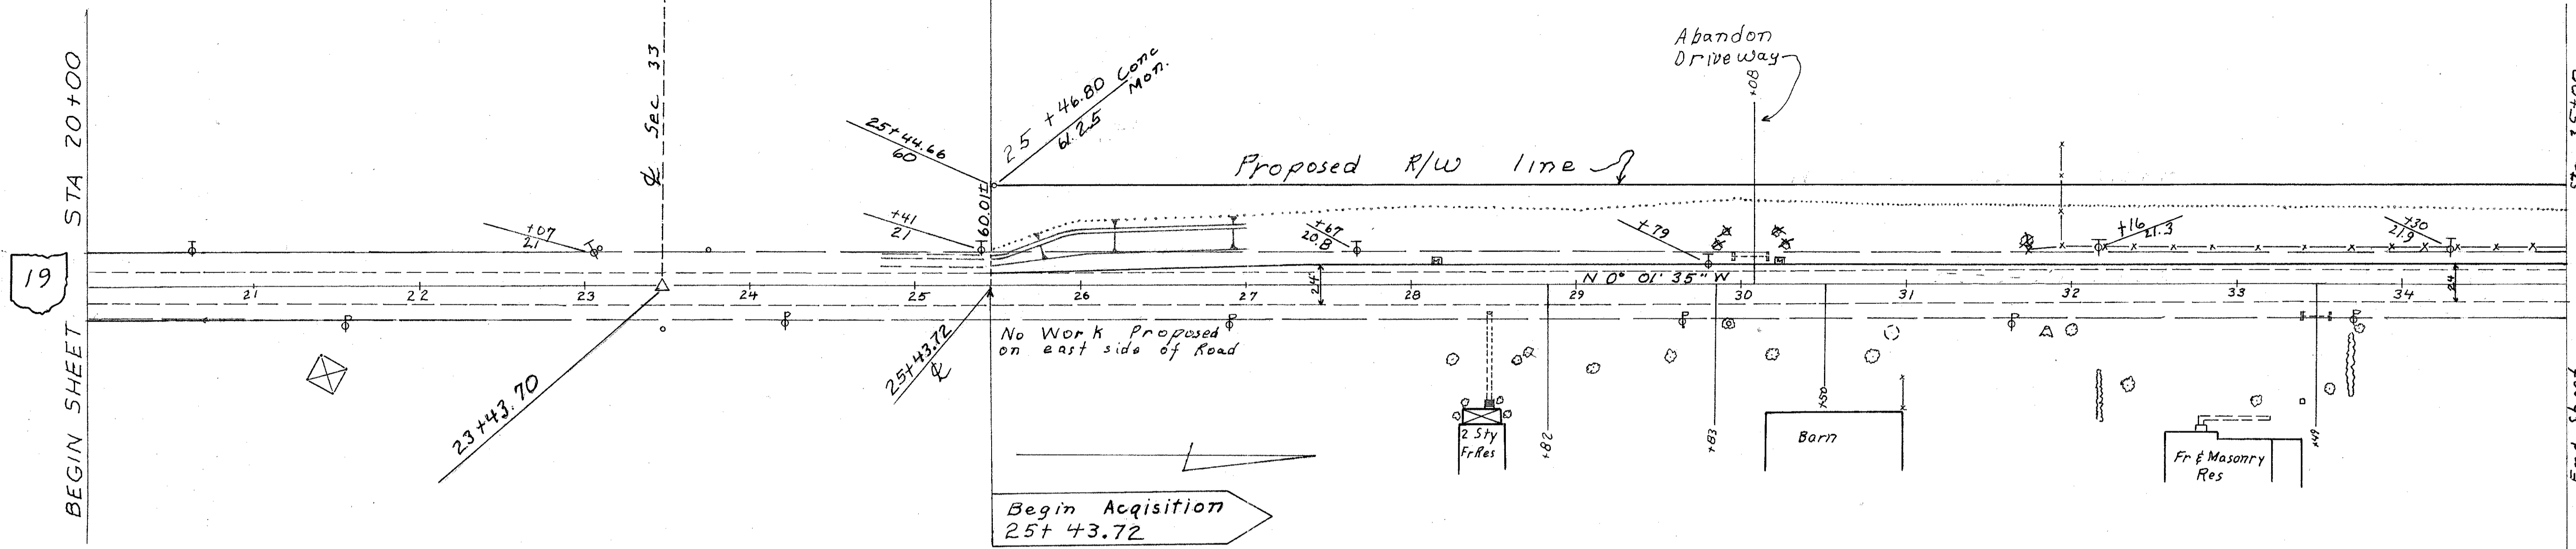 BEGIN SHEET STA 20+00
19
℄ Sec 33
+07
21
23+43.70
25+44.66
60
25 +46.80 Conc
Mon.
61.25
60.01±
+41
21
25+43.72
℄
No Work Proposed
on east side of Road
Begin Acqisition
25+ 43.72
Proposed R/W line
Abandon
Driveway
+08
+67
20.8
+79
+16
21.3
+30
21.9
N 0° 01' 35" W
24'
24'
21 22 23 24 25 26 27 28 29 30 31 32 33 34
2 Sty
Fr Res
+82
+83
+50
Barn
Fr & Masonry
Res
+49